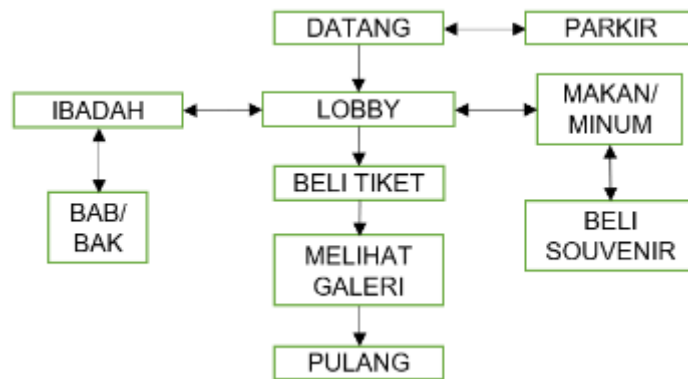 DATANG
PARKIR
IBADAH
LOBBY
MAKAN/
MINUM
BELI TIKET
BAB/
BAK
BELI
SOUVENIR
MELIHAT
GALERI
PULANG